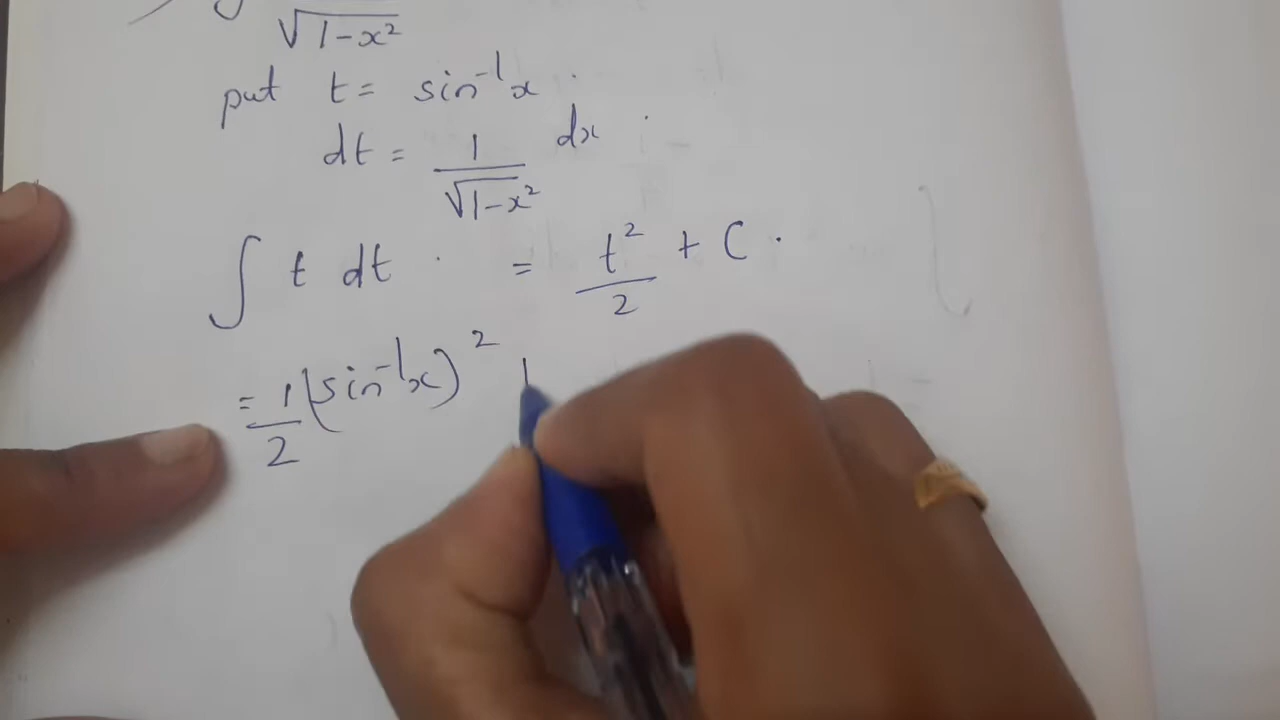 √1-x²
put t = sin⁻¹x
dt = 1/√1-x² dx
∫ t dt = t²/2 + C.
= 1/2 (sin⁻¹x)²